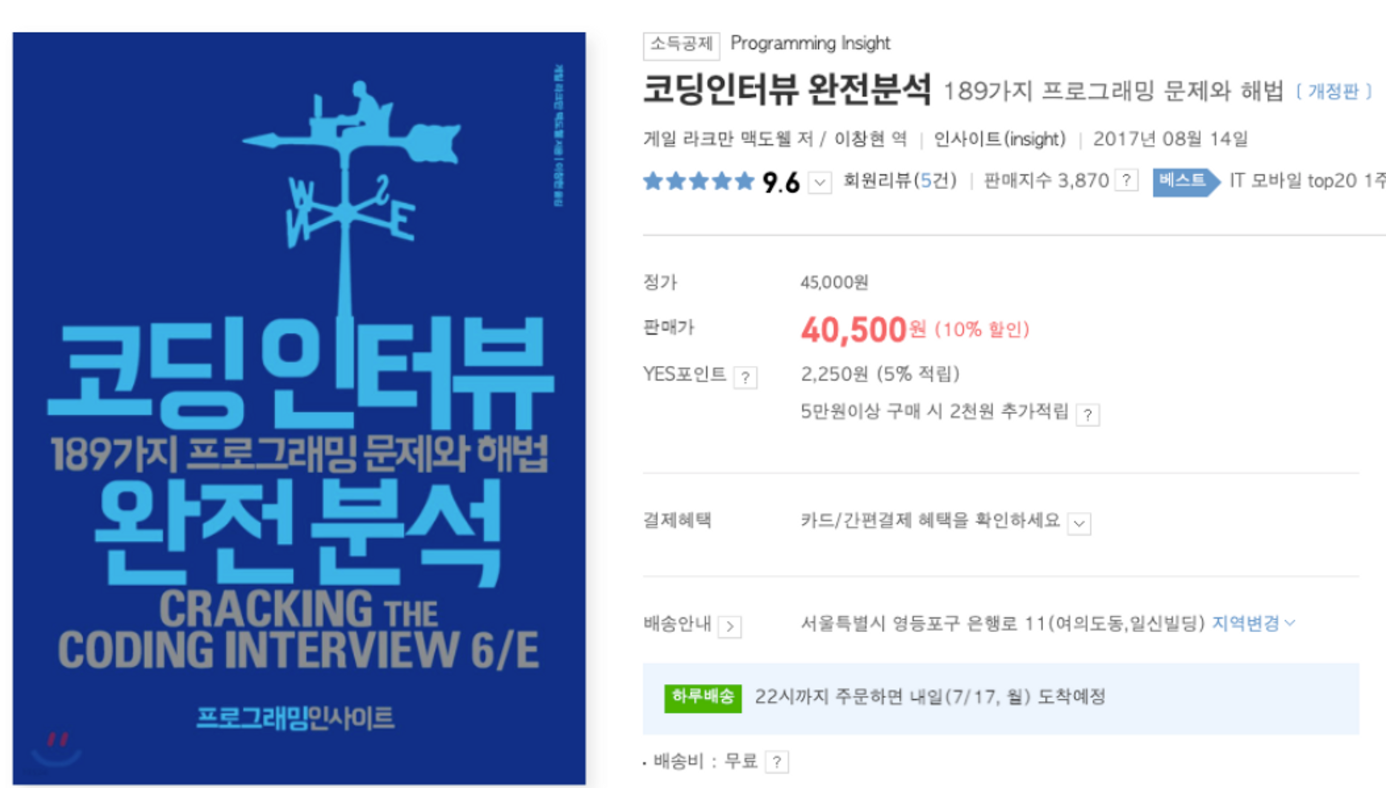 게일 라크만 맥도웰 지음 | 이창현 옮김
W
S
N
E
코딩인터뷰
189가지 프로그래밍 문제와 해법
완전분석
CRACKING THE
CODING INTERVIEW 6/E
프로그래밍인사이트
소득공제 Programming Insight
코딩인터뷰 완전분석 189가지 프로그래밍 문제와 해법 [ 개정판 ]
게일 라크만 맥도웰 저 / 이창현 역 | 인사이트(insight) | 2017년 08월 14일
9.6 회원리뷰(5건) | 판매지수 3,870 ? 베스트 IT 모바일 top20 1주
정가 45,000원
판매가 40,500원 (10% 할인)
YES포인트 ? 2,250원 (5% 적립)
5만원이상 구매 시 2천원 추가적립 ?
결제혜택 카드/간편결제 혜택을 확인하세요
배송안내 서울특별시 영등포구 은행로 11(여의도동,일신빌딩) 지역변경
하루배송 22시까지 주문하면 내일(7/17, 월) 도착예정
· 배송비 : 무료 ?